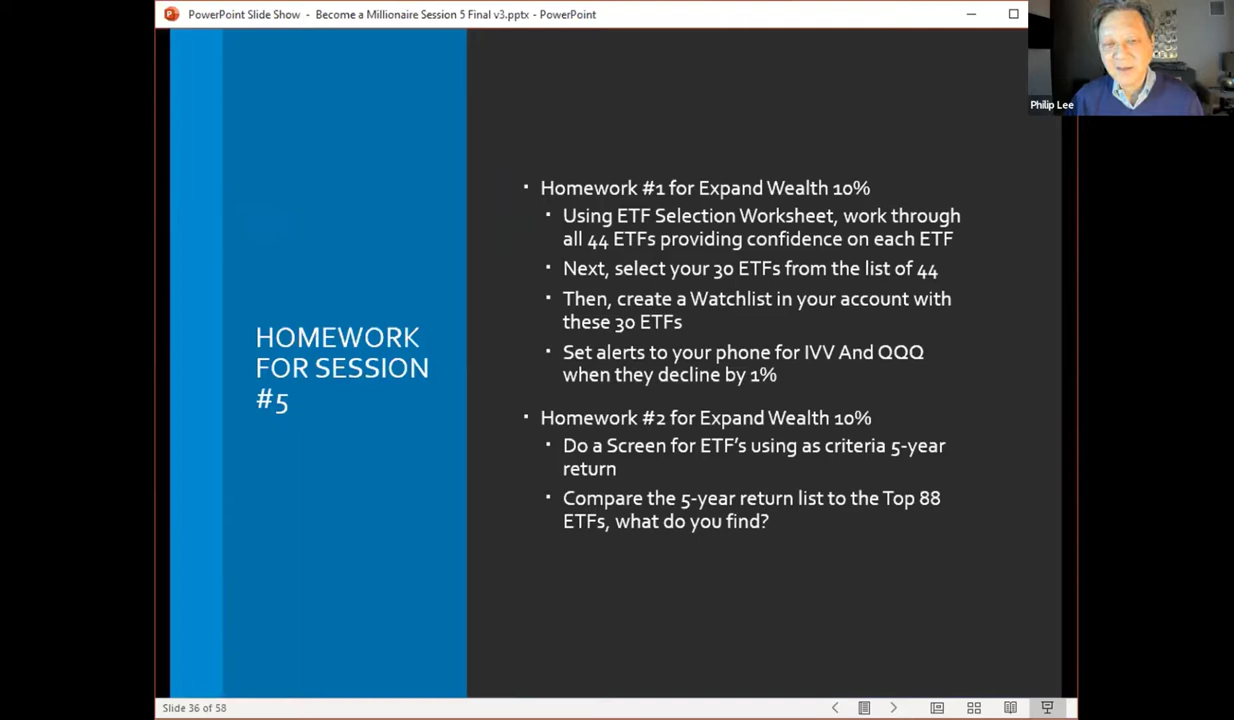 PowerPoint Slide Show - Become a Millionaire Session 5 Final v3.pptx - PowerPoint
Philip Lee
HOMEWORK
FOR SESSION
#5
Homework #1 for Expand Wealth 10%
Using ETF Selection Worksheet, work through
all 44 ETFs providing confidence on each ETF
Next, select your 30 ETFs from the list of 44
Then, create a Watchlist in your account with
these 30 ETFs
Set alerts to your phone for IVV And QQQ
when they decline by 1%
Homework #2 for Expand Wealth 10%
Do a Screen for ETF’s using as criteria 5-year
return
Compare the 5-year return list to the Top 88
ETFs, what do you find?
Slide 36 of 58